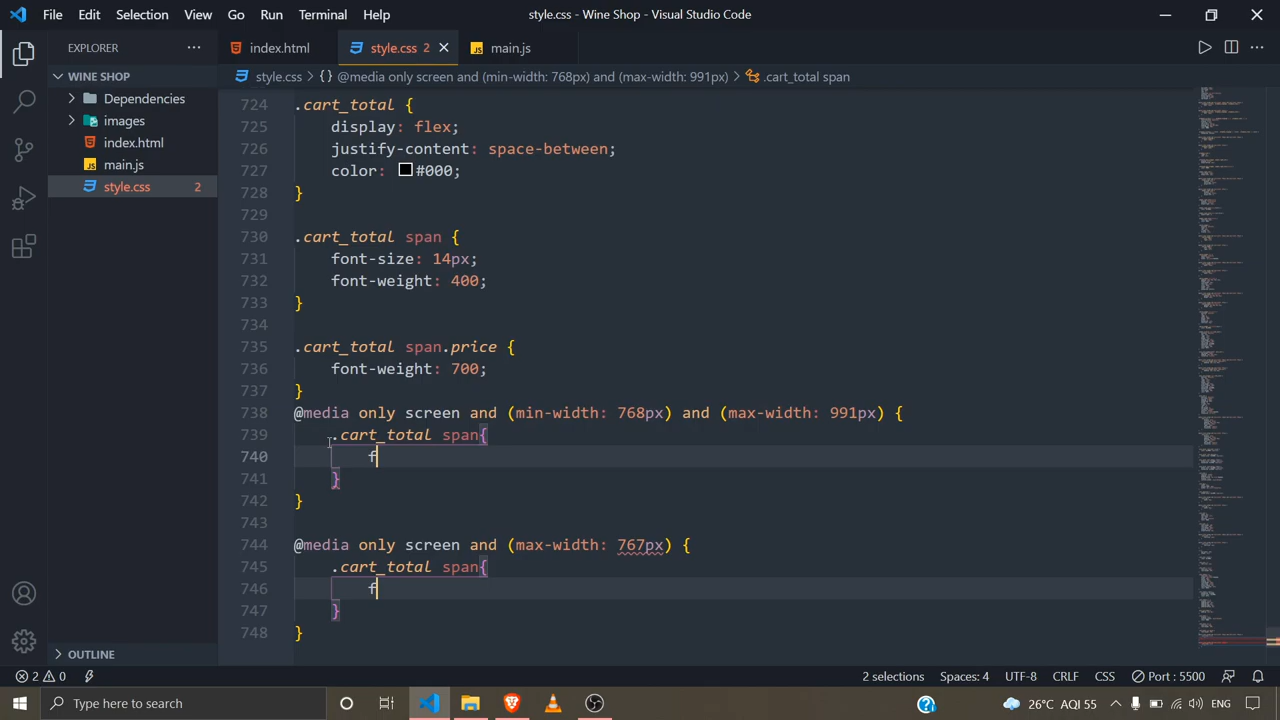 File Edit Selection View Go Run Terminal Help
style.css - Wine Shop - Visual Studio Code
EXPLORER
index.html
style.css 2
main.js
WINE SHOP
style.css > {} @media only screen and (min-width: 768px) and (max-width: 991px) > .cart_total span
Dependencies
images
index.html
main.js
style.css 2
724 .cart_total {
725 display: flex;
726 justify-content: space-between;
727 color: #000;
728 }
729
730 .cart_total span {
731 font-size: 14px;
732 font-weight: 400;
733 }
734
735 .cart_total span.price {
736 font-weight: 700;
737 }
738 @media only screen and (min-width: 768px) and (max-width: 991px) {
739 .cart_total span{
740 f
741 }
742 }
743
744 @media only screen and (max-width: 767px) {
745 .cart_total span{
746 f
747 }
748 }
OUTLINE
2 0
2 selections
Spaces: 4
UTF-8
CRLF
CSS
Port : 5500
Type here to search
26°C AQI 55
ENG